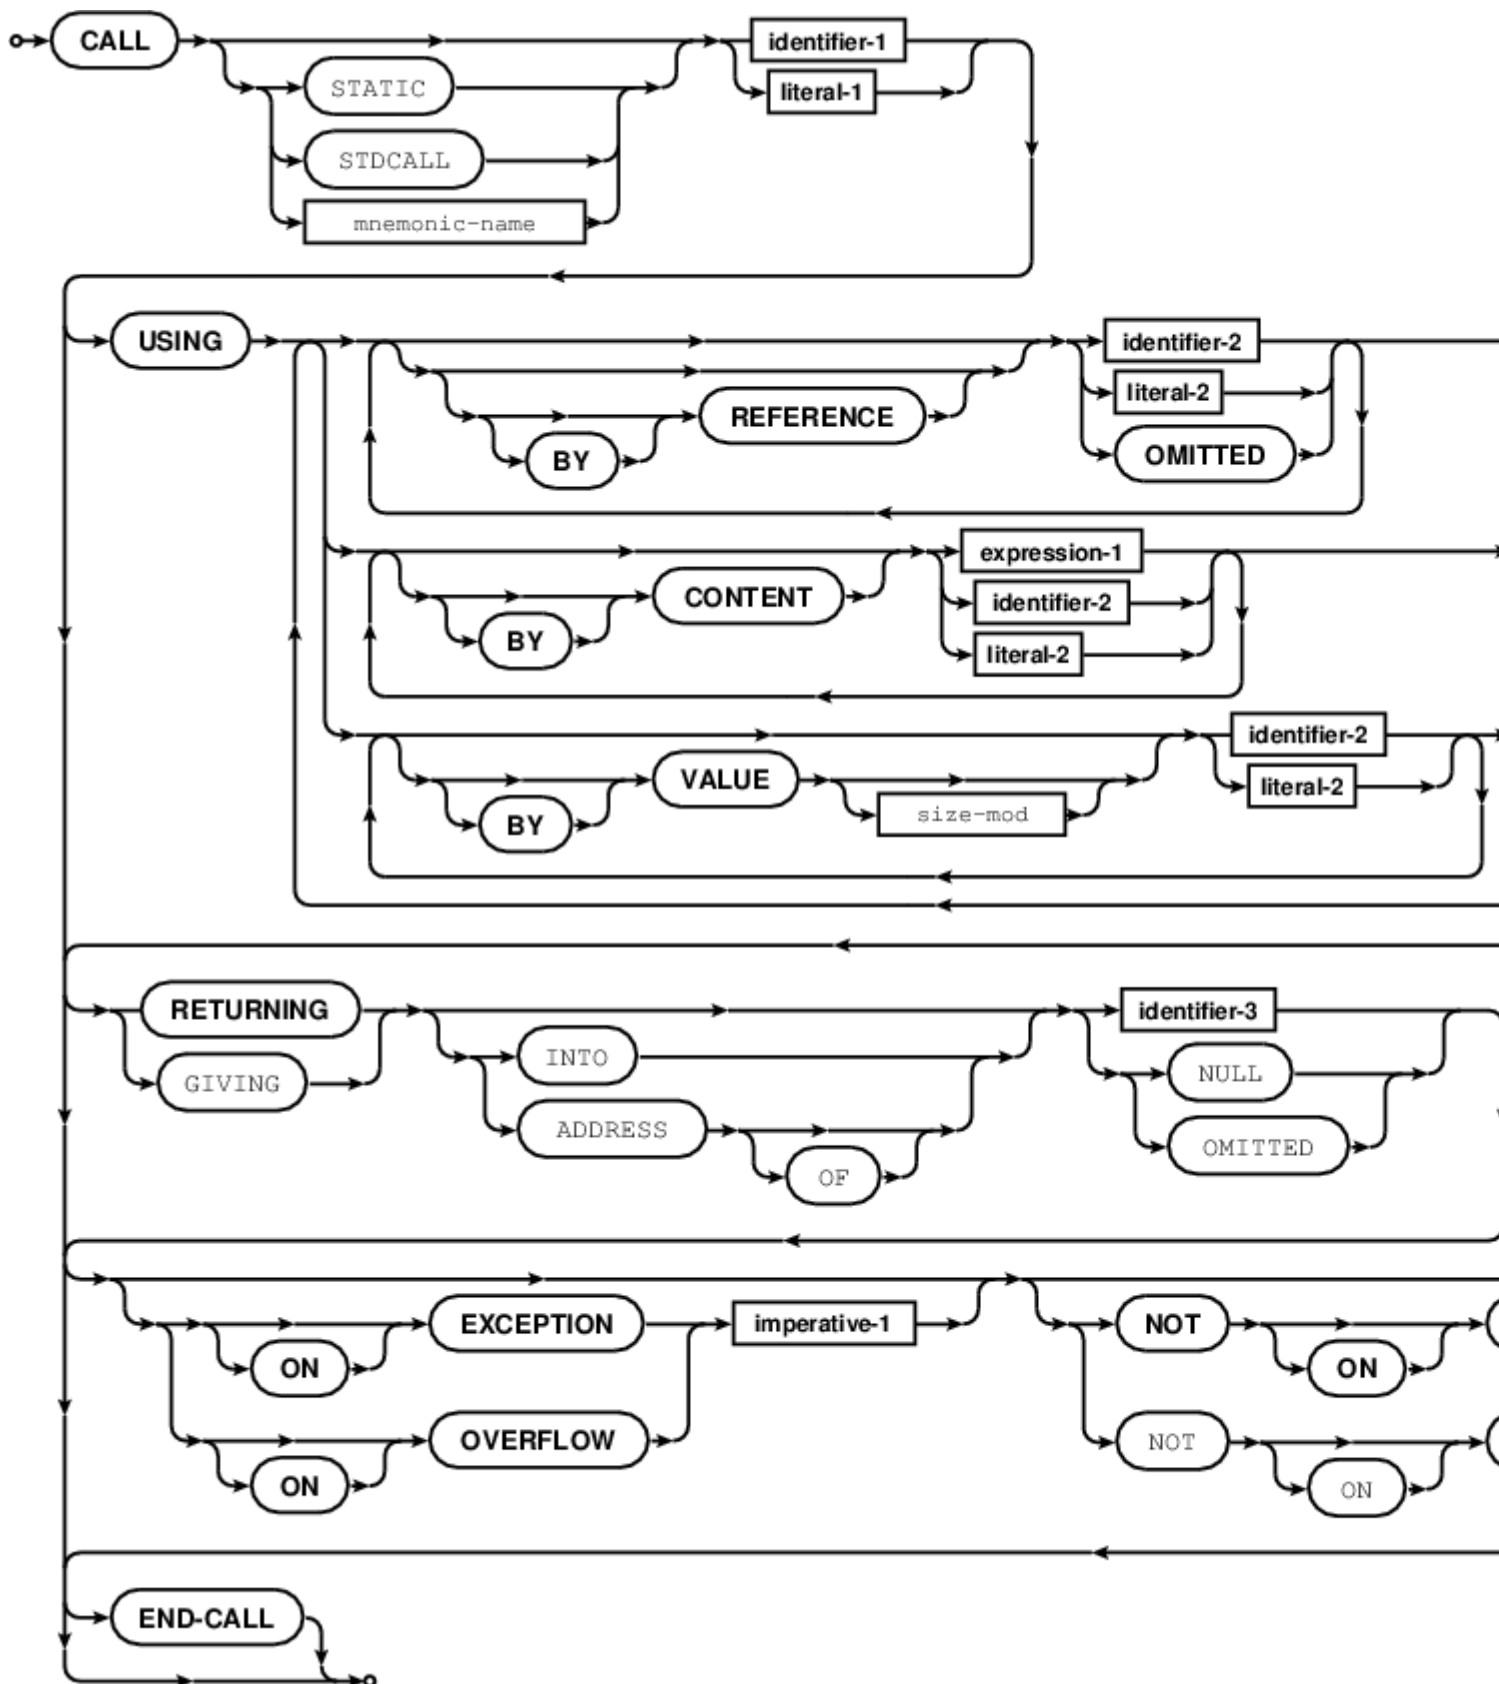 CALL identifier-1
STATIC literal-1
STDCALL
mnemonic-name
USING identifier-2
literal-2
REFERENCE
BY OMITTED
expression-1
CONTENT identifier-2
BY literal-2
identifier-2
VALUE literal-2
BY size-mod
RETURNING identifier-3
INTO NULL
GIVING
ADDRESS OMITTED
OF
EXCEPTION imperative-1 NOT
ON ON
OVERFLOW NOT
ON ON
END-CALL